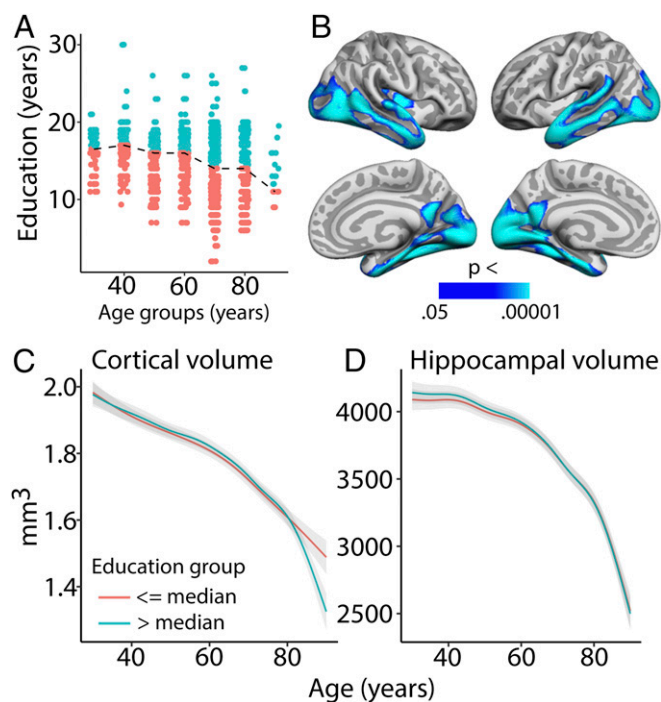 A
Education (years)
30
20
10
40 60 80
Age groups (years)
B
p <
.05 .00001
C Cortical volume
mm³
2.0
1.8
1.6
1.4
Education group
<= median
> median
40 60 80
D Hippocampal volume
4000
3500
3000
2500
40 60 80
Age (years)